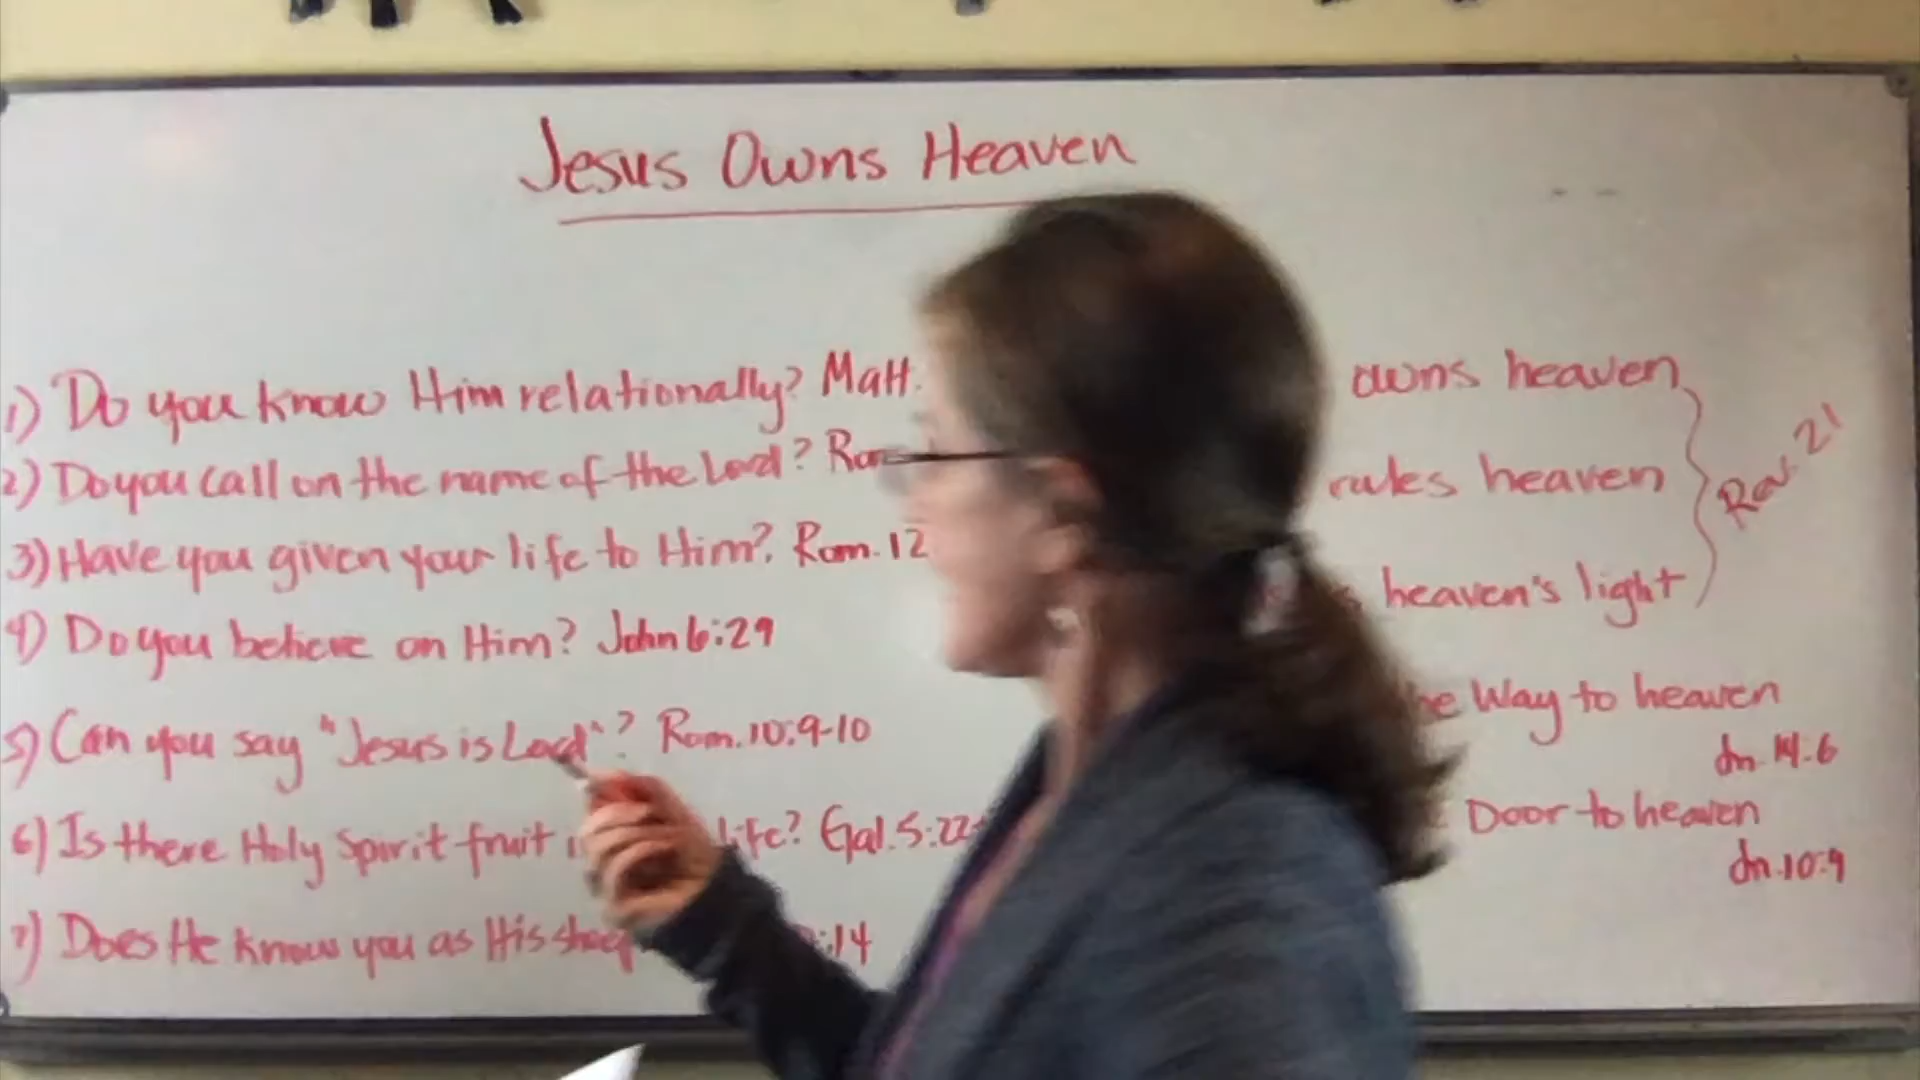 Jesus Owns Heaven
1) Do you know Him relationally? Matt.
2) Do you call on the name of the Lord?
3) Have you given your life to Him? Rom. 12
4) Do you believe on Him? John 6:29
5) Can you say "Jesus is Lord"? Rom. 10:9-10
6) Is there Holy Spirit fruit life? Gal. 5:22
7) Does He know you as His :14
owns heaven
rules heaven
heaven's light
Rev. 21
Way to heaven
Jn. 14:6
Door to heaven
Jn. 10:9